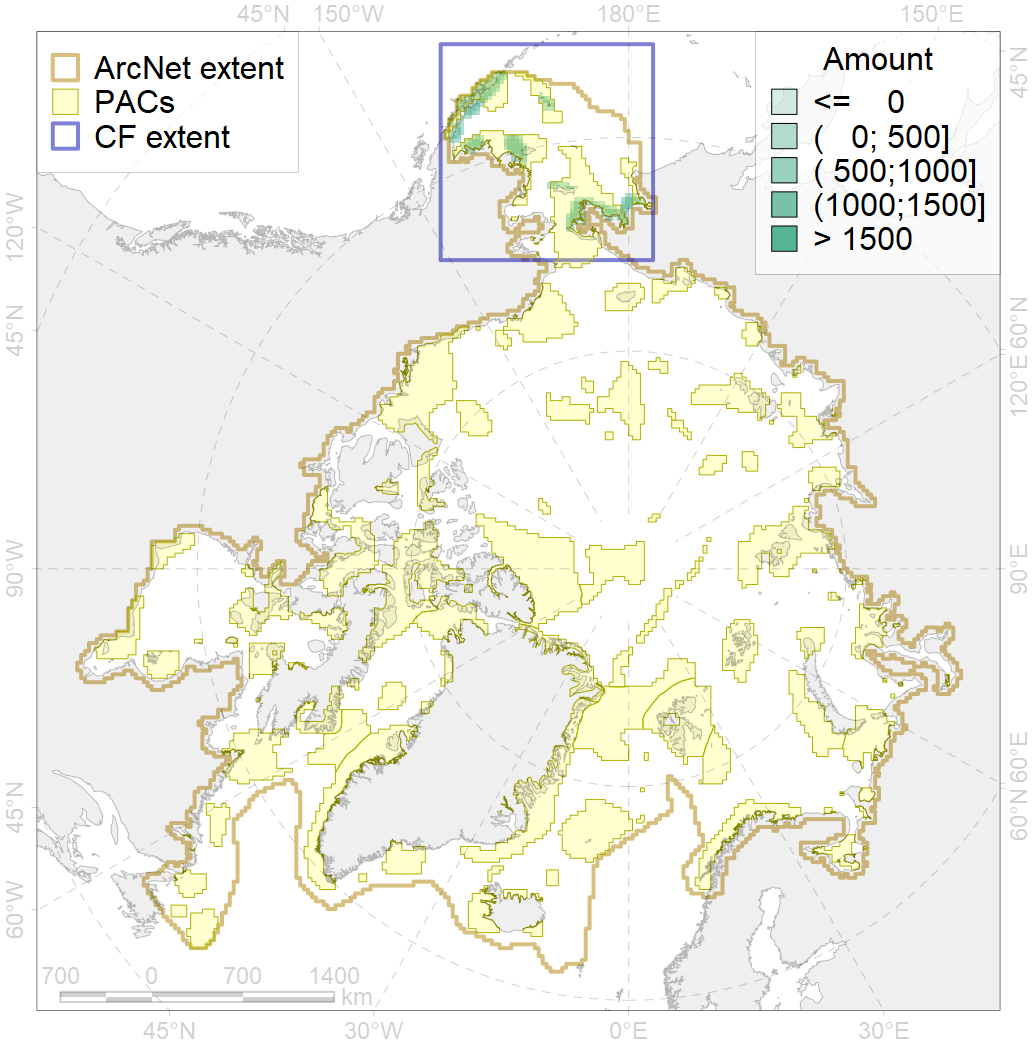 45°N 150°W 180°E 150°E
ArcNet extent
PACs
CF extent
Amount
<= 0
( 0; 500]
( 500;1000]
(1000;1500]
> 1500
45°N
120°W
45°N
90°W
45°N
60°W
60°N
120°E
90°E
60°E
60°N
700 0 700 1400
km
45°W 30°W 0°E 30°E